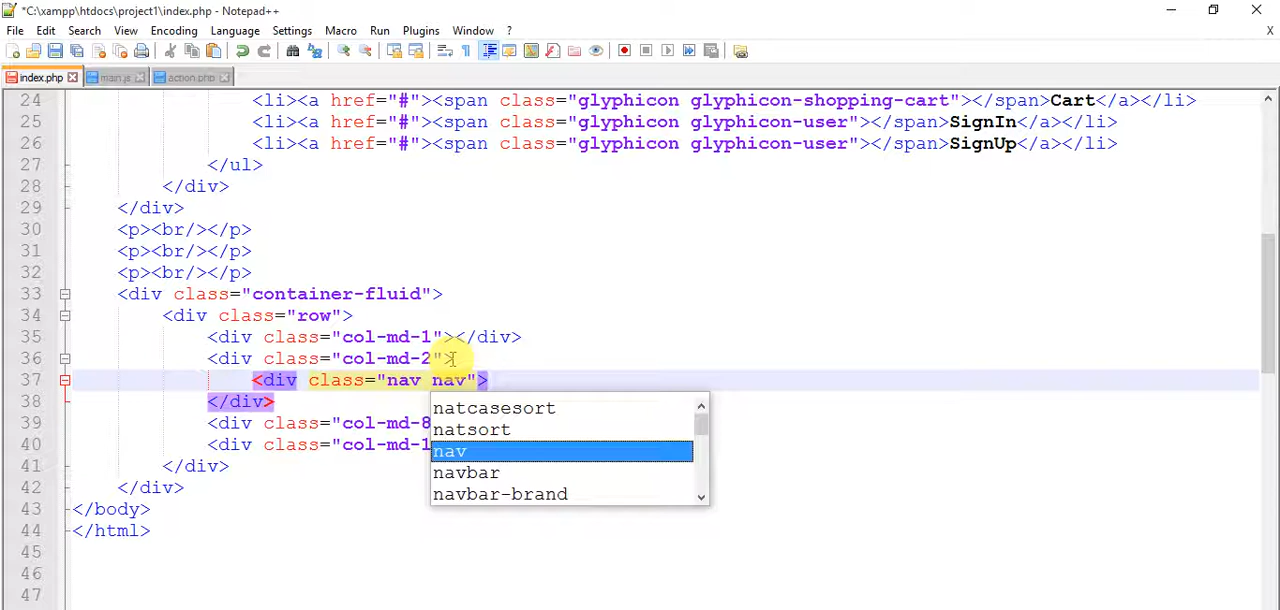 *C:\xampp\htdocs\project1\index.php - Notepad++
File Edit Search View Encoding Language Settings Macro Run Plugins Window ? X
index.php main.js action.php
24 <li><a href="#"><span class="glyphicon glyphicon-shopping-cart"></span>Cart</a></li>
25 <li><a href="#"><span class="glyphicon glyphicon-user"></span>SignIn</a></li>
26 <li><a href="#"><span class="glyphicon glyphicon-user"></span>SignUp</a></li>
27 </ul>
28 </div>
29 </div>
30 <p><br/></p>
31 <p><br/></p>
32 <p><br/></p>
33 <div class="container-fluid">
34 <div class="row">
35 <div class="col-md-1"></div>
36 <div class="col-md-2">
37 <div class="nav nav">
38 </div>
39 <div class="col-md-8
40 <div class="col-md-1
41 </div>
42 </div>
43 </body>
44 </html>
45
46
47
natcasesort
natsort
nav
navbar
navbar-brand